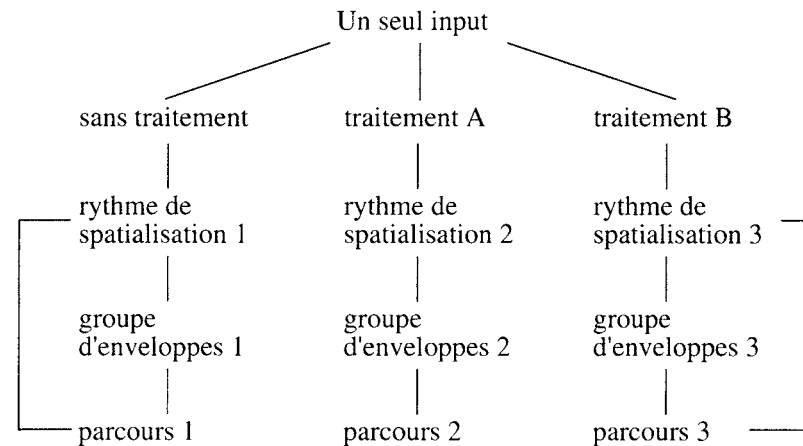 Un seul input
sans traitement traitement A traitement B
rythme de rythme de rythme de
spatialisation 1 spatialisation 2 spatialisation 3
groupe groupe groupe
d'enveloppes 1 d'enveloppes 2 d'enveloppes 3
parcours 1 parcours 2 parcours 3